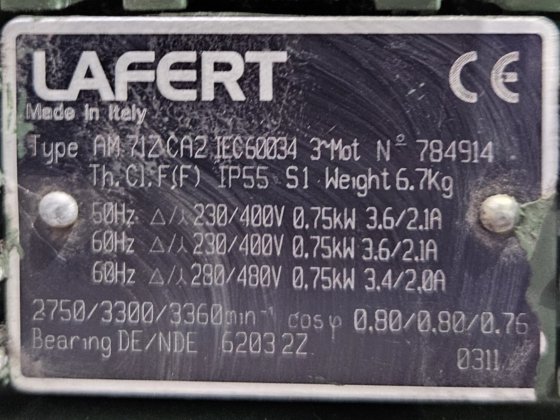 LAFERT CE
Made in Italy
Type AM 71Z CA2 IEC60034 3~Mot Nº 784914
Th.Cl.F(F) IP55 S1 Weight 6.7Kg
50Hz △/⅄ 230/400V 0.75kW 3.6/2.1A
60Hz △/⅄ 230/400V 0.75kW 3.6/2.1A
60Hz △/⅄ 280/480V 0.75kW 3.4/2.0A
2750/3300/3360min⁻¹ cosφ 0.80/0.80/0.76
Bearing DE/NDE 6203 2Z 0311